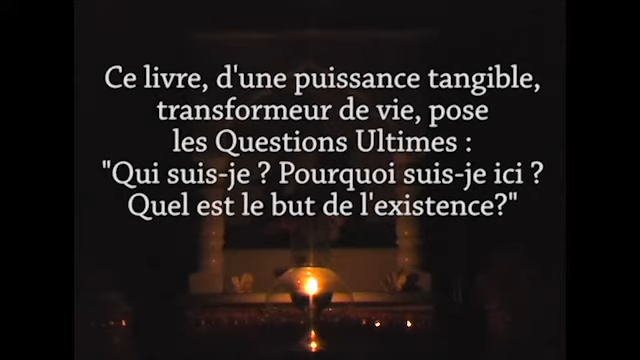 Ce livre, d'une puissance tangible,
transformeur de vie, pose
les Questions Ultimes :
"Qui suis-je ? Pourquoi suis-je ici ?
Quel est le but de l'existence?"